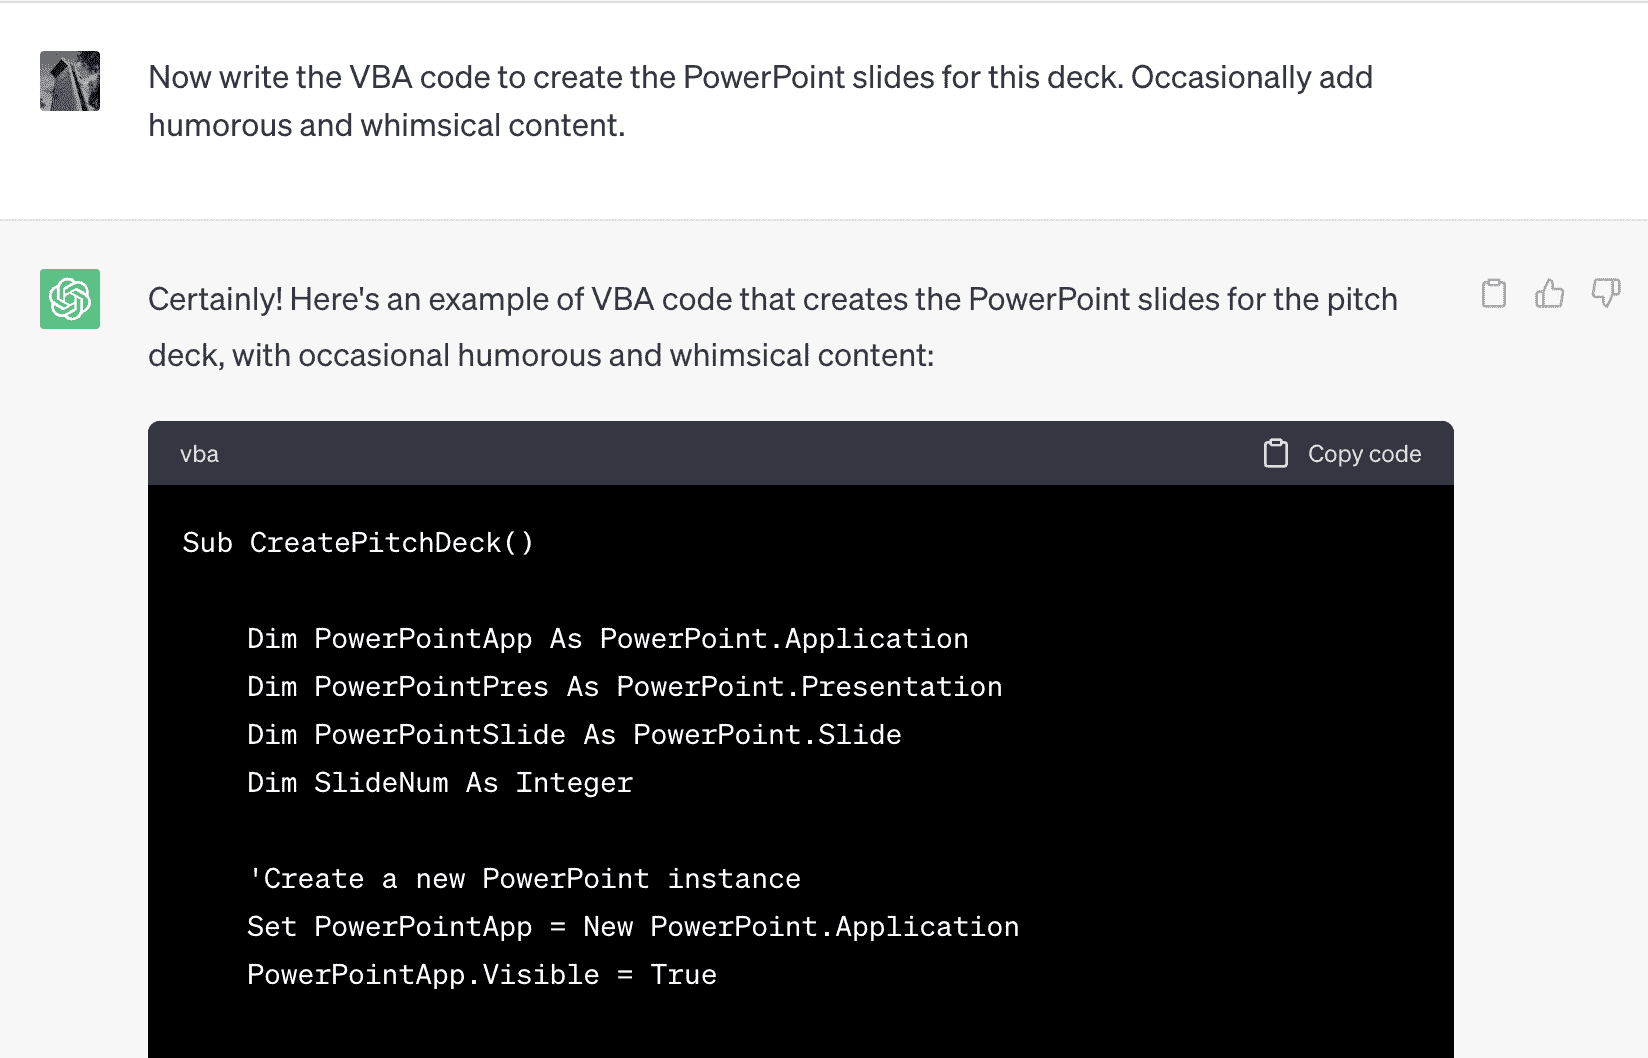 Now write the VBA code to create the PowerPoint slides for this deck. Occasionally add
humorous and whimsical content.
Certainly! Here's an example of VBA code that creates the PowerPoint slides for the pitch
deck, with occasional humorous and whimsical content:
vba
Copy code
Sub CreatePitchDeck()
Dim PowerPointApp As PowerPoint.Application
Dim PowerPointPres As PowerPoint.Presentation
Dim PowerPointSlide As PowerPoint.Slide
Dim SlideNum As Integer
'Create a new PowerPoint instance
Set PowerPointApp = New PowerPoint.Application
PowerPointApp.Visible = True